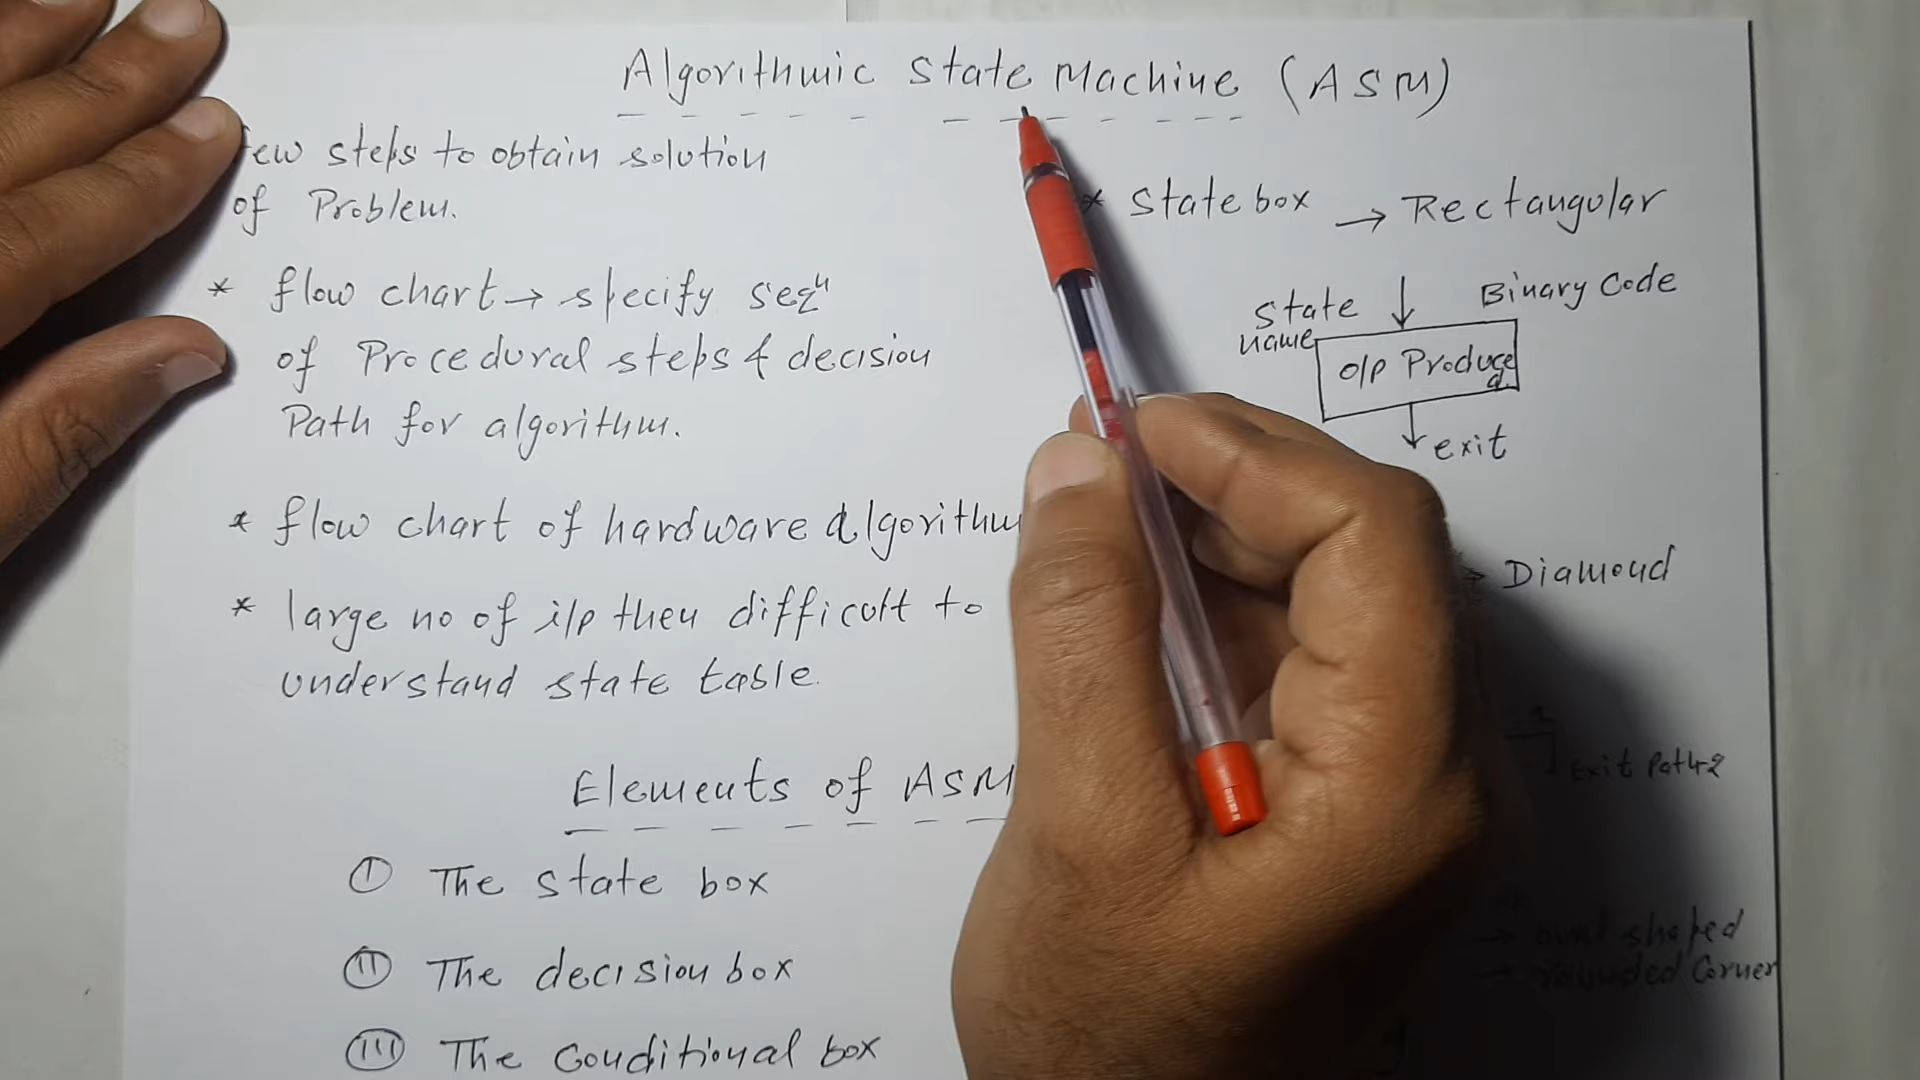 Algorithmic State Machine (ASM)
few steps to obtain solution
of Problem.
* flow chart → specify seqⁿ
of Procedural steps & decision
Path for algorithm.
* flow chart of hardware algorithm
* large no of i/p then difficult to
understand state table.
Elements of ASM
(I) The state box
(II) The decision box
(III) The Conditional box
* State box → Rectangular
State name
Binary Code
O/P Produced
exit
→ Diamond
Exit Path-2
→ oval shaped
→ rounded Corner